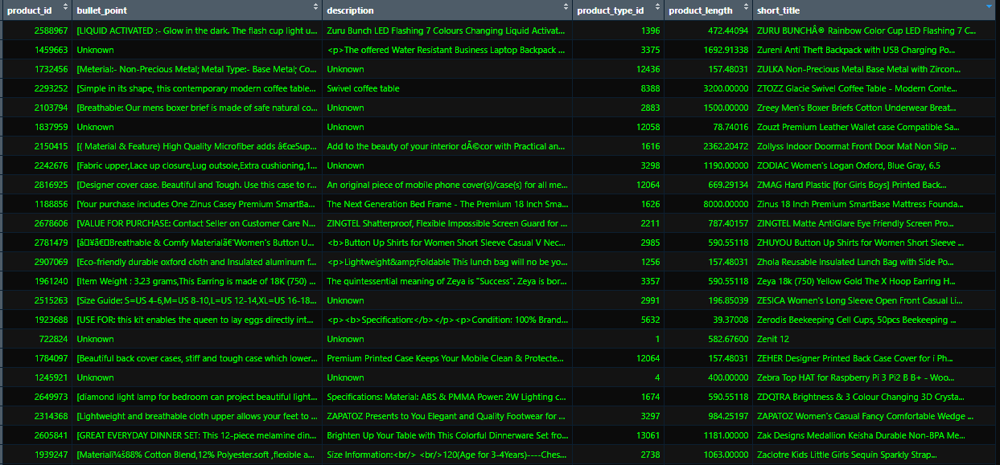 product_id bullet_point description product_type_id product_length short_title
2588967 [LIQUID ACTIVATED :- Glow in the dark. The flash cup light u... Zuru Bunch LED Flashing 7 Colours Changing Liquid Activat... 1396 472.44094 ZURU BUNCHÂ® Rainbow Color Cup LED Flashing 7 C...
1459663 Unknown <p>The offered Water Resistant Business Laptop Backpack ... 3375 1692.91338 Zureni Anti Theft Backpack with USB Charging Po...
1732456 [Meterial:- Non-Precious Metal; Metal Type:- Base Metal; Co... Unknown 12436 157.48031 ZULKA Non-Precious Metal Base Metal with Zircon...
2293252 [Simple in its shape, this contemporary modern coffee table... Swivel coffee table 8388 3200.00000 ZTOZZ Glacie Swivel Coffee Table - Modern Conte...
2103794 [Breathable: Our mens boxer brief is made of safe natural co... Unknown 2883 1500.00000 Zreey Men's Boxer Briefs Cotton Underwear Breat...
1837959 Unknown Unknown 12058 78.74016 Zouzt Premium Leather Wallet case Compatible Sa...
2150415 [( Material & Feature) High Quality Microfiber adds â€œSup... Add to the beauty of your interior dÃ©cor with Practical an... 1616 2362.20472 Zollyss Indoor Doormat Front Door Mat Non Slip ...
2242676 [Fabric upper,Lace up closure,Lug outsole,Extra cushioning,1... Unknown 3298 1190.00000 ZODIAC Women's Logan Oxford, Blue Gray, 6.5
2816925 [Designer cover case. Beautiful and Tough. Use this case to r... An original piece of mobile phone cover(s)/case(s) for all me... 12064 669.29134 ZMAG Hard Plastic [for Girls Boys] Printed Back...
1188856 [Your purchase includes One Zinus Casey Premium SmartBa... The Next Generation Bed Frame - The Premium 18 Inch Sma... 1626 8000.00000 Zinus 18 Inch Premium SmartBase Mattress Founda...
2678606 [VALUE FOR PURCHASE: Contact Seller on Customer Care N... ZINGTEL Shatterproof, Flexible Impossible Screen Guard for ... 2211 787.40157 ZINGTEL Matte AntiGlare Eye Friendly Screen Pro...
2781479 Breathable & Comfy Materialã€'Women's Button U... <b>Button Up Shirts for Women Short Sleeve Casual V Nec... 2985 590.55118 ZHUYOU Button Up Shirts for Women Short Sleeve ...
2907069 [Eco-friendly durable oxford cloth and Insulated aluminum f... <p>Lightweight&amp;Foldable This lunch bag will no be yo... 1256 157.48031 Zhola Reusable Insulated Lunch Bag with Side Po...
1961240 [Item Weight : 3.23 grams,This Earring is made of 18K (750) ... The quintessential meaning of Zeya is "Success". Zeya is bor... 3357 590.55118 Zeya 18k (750) Yellow Gold The X Hoop Earring H...
2515263 [Size Guide: S=US 4-6,M=US 8-10,L=US 12-14,XL=US 16-18... Unknown 2991 196.85039 ZESICA Women's Long Sleeve Open Front Casual Li...
1923688 [USE FOR: this kit enables the queen to lay eggs directly int... <p><b>Specification:</b></p><p>Condition: 100% Brand... 5632 39.37008 Zerodis Beekeeping Cell Cups, 50pcs Beekeeping ...
722824 Unknown Unknown 1 582.67600 Zenit 12
1784097 [Beautiful back cover cases, stiff and tough case which lower... Premium Printed Case Keeps Your Mobile Clean & Protecte... 12064 157.48031 ZEHER Designer Printed Back Case Cover for i Ph...
1245921 Unknown Unknown 4 400.00000 Zebra Top HAT for Raspberry Pi 3 Pi2 B B+ - Woo...
2649973 [diamond light lamp for bedroom can project beautiful light... Specifications: Material: ABS & PMMA Power: 2W Lighting c... 1674 590.55118 ZDQTRA Brightness & 3 Colour Changing 3D Crysta...
2314368 [Lightweight and breathable cloth upper allows your feet to ... ZAPATOZ Presents to You Elegant and Quality Footwear for ... 3297 984.25197 ZAPATOZ Women's Casual Fancy Comfortable Wedge ...
2605841 [GREAT EVERYDAY DINNER SET: This 12-piece melamine din... Brighten Up Your Table with This Colorful Dinnerware Set fro... 13061 1181.00000 Zak Designs Medallion Keisha Durable Non-BPA Me...
1939247 [Materialï¼š88% Cotton Blend,12% Polyester.soft ,flexible a... Size Information:<br/> <br/>120(Age for 3-4Years)----Ches... 2738 1063.00000 Zaclotre Kids Little Girls Sequin Sparkly Strap...